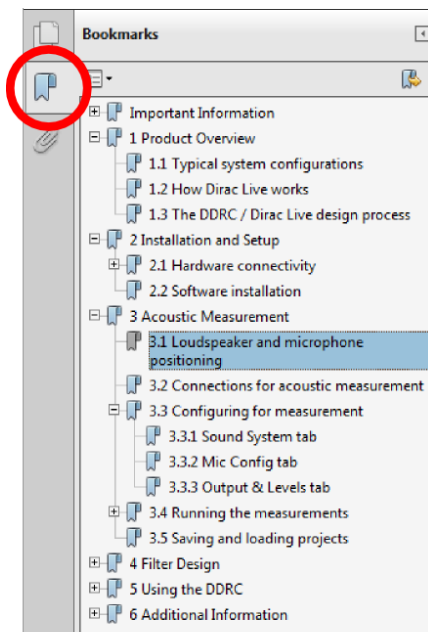 Bookmarks
Important Information
1 Product Overview
1.1 Typical system configurations
1.2 How Dirac Live works
1.3 The DDRC / Dirac Live design process
2 Installation and Setup
2.1 Hardware connectivity
2.2 Software installation
3 Acoustic Measurement
3.1 Loudspeaker and microphone
positioning
3.2 Connections for acoustic measurement
3.3 Configuring for measurement
3.3.1 Sound System tab
3.3.2 Mic Config tab
3.3.3 Output & Levels tab
3.4 Running the measurements
3.5 Saving and loading projects
4 Filter Design
5 Using the DDRC
6 Additional Information